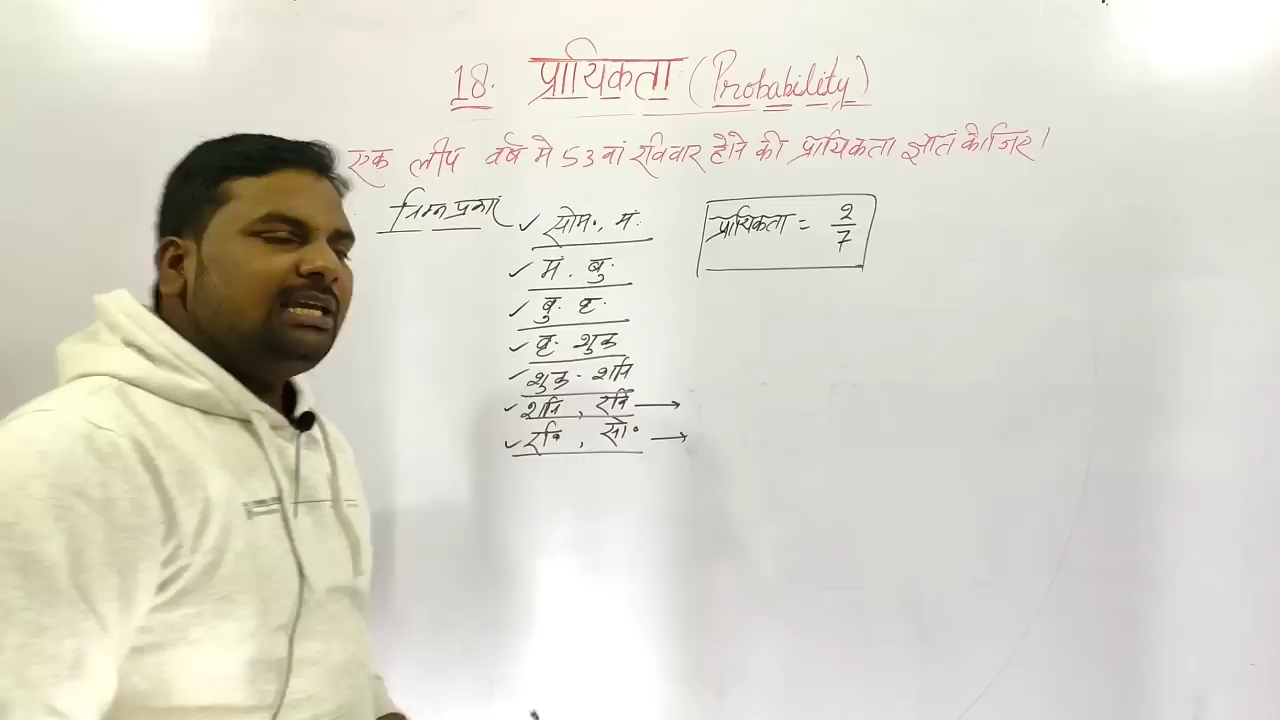 18. प्रायिकता (Probability)
एक लीप वर्ष मे 53 वां रविवार होने की प्रायिकता ज्ञात कीजिए।
निम्न प्रकार
✓ सोम., मं.
✓ मं. बु.
✓ बु. वृ.
✓ वृ. शुक्र
✓ शुक्र - शनि
✓ शनि, रवि →
✓ रवि, सो. →
प्रायिकता = 2/7